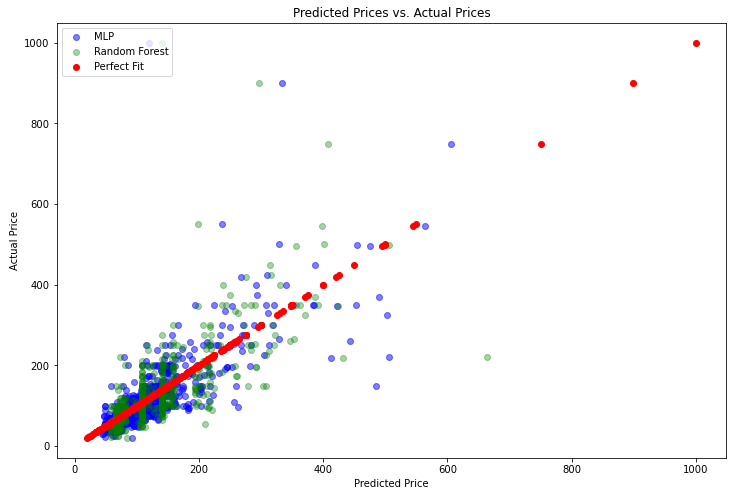 Predicted Prices vs. Actual Prices
MLP
Random Forest
Perfect Fit
1000
800
600
400
200
0
Actual Price
0 200 400 600 800 1000
Predicted Price